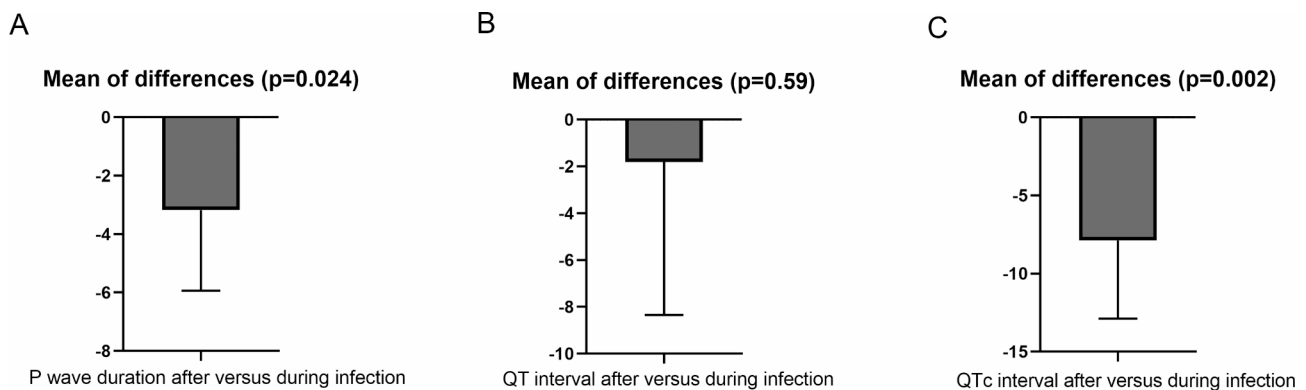 A
Mean of differences (p=0.024)
0
-2
-4
-6
-8
P wave duration after versus during infection
B
Mean of differences (p=0.59)
0
-2
-4
-6
-8
-10
QT interval after versus during infection
C
Mean of differences (p=0.002)
0
-5
-10
-15
QTc interval after versus during infection